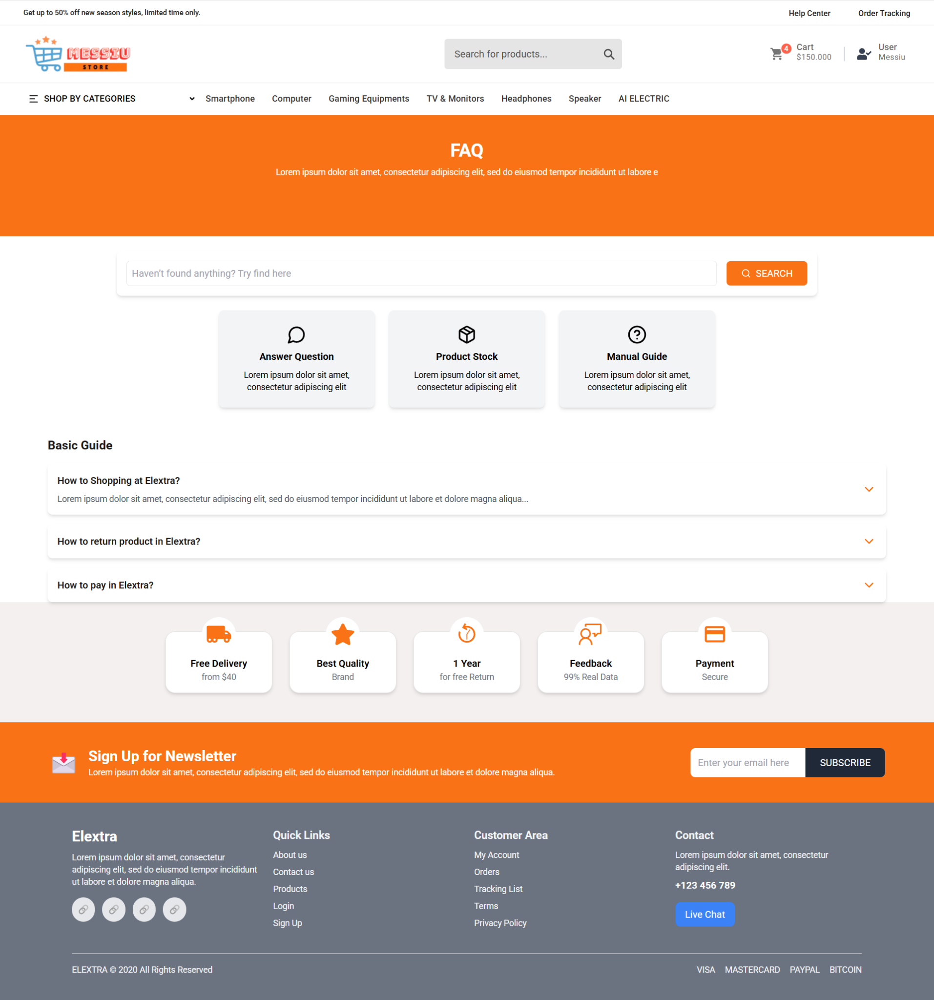 Get up to 50% off new season styles, limited time only.
Help Center
Order Tracking
MESSIU
STORE
Search for products...
4
Cart
$150.000
User
Messiu
SHOP BY CATEGORIES
Smartphone
Computer
Gaming Equipments
TV & Monitors
Headphones
Speaker
AI ELECTRIC
FAQ
Lorem ipsum dolor sit amet, consectetur adipiscing elit, sed do eiusmod tempor incididunt ut labore e
Haven't found anything? Try find here
SEARCH
Answer Question
Lorem ipsum dolor sit amet,
consectetur adipiscing elit
Product Stock
Lorem ipsum dolor sit amet,
consectetur adipiscing elit
Manual Guide
Lorem ipsum dolor sit amet,
consectetur adipiscing elit
Basic Guide
How to Shopping at Elextra?
Lorem ipsum dolor sit amet, consectetur adipiscing elit, sed do eiusmod tempor incididunt ut labore et dolore magna aliqua...
How to return product in Elextra?
How to pay in Elextra?
Free Delivery
from $40
Best Quality
Brand
1 Year
for free Return
Feedback
99% Real Data
Payment
Secure
Sign Up for Newsletter
Lorem ipsum dolor sit amet, consectetur adipiscing elit, sed do eiusmod tempor incididunt ut labore et dolore magna aliqua.
Enter your email here
SUBSCRIBE
Elextra
Lorem ipsum dolor sit amet, consectetur
adipiscing elit, sed do eiusmod tempor incididunt
ut labore et dolore magna aliqua.
Quick Links
About us
Contact us
Products
Login
Sign Up
Customer Area
My Account
Orders
Tracking List
Terms
Privacy Policy
Contact
Lorem ipsum dolor sit amet, consectetur
adipiscing elit.
+123 456 789
Live Chat
ELEXTRA © 2020 All Rights Reserved
VISA
MASTERCARD
PAYPAL
BITCOIN